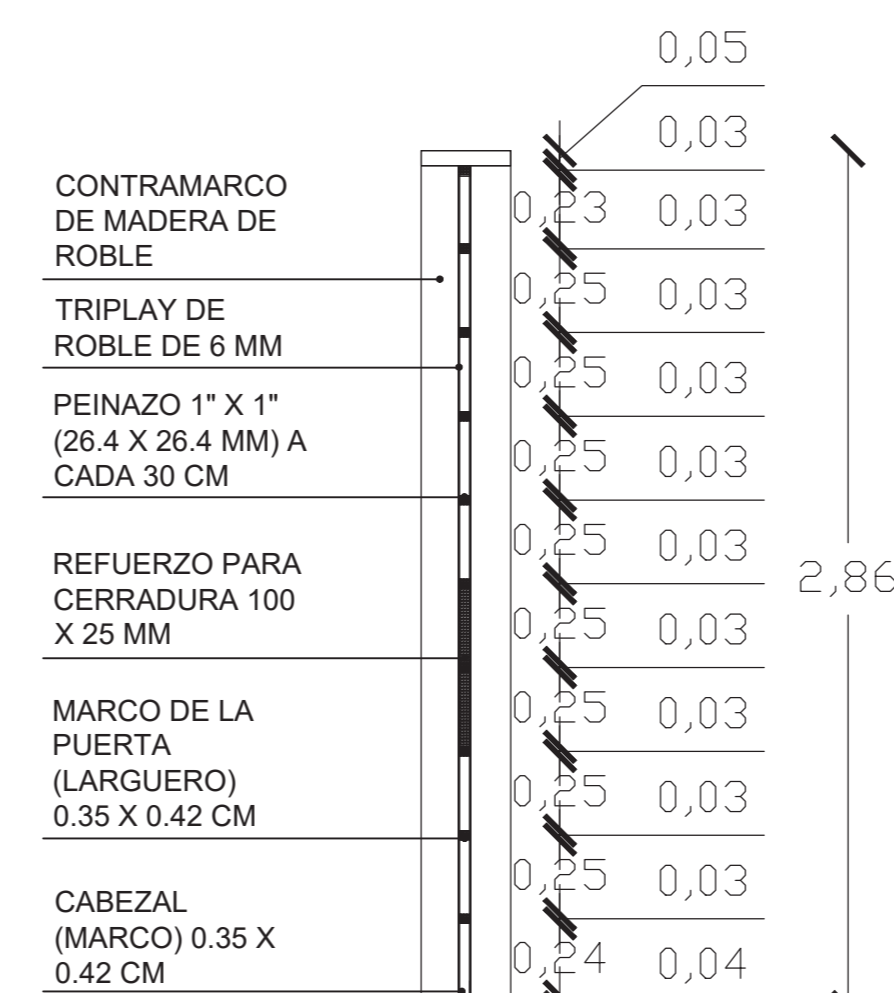 CONTRAMARCO
DE MADERA DE
ROBLE
TRIPLAY DE
ROBLE DE 6 MM
PEINAZO 1" X 1"
(26.4 X 26.4 MM) A
CADA 30 CM
REFUERZO PARA
CERRADURA 100
X 25 MM
MARCO DE LA
PUERTA
(LARGUERO)
0.35 X 0.42 CM
CABEZAL
(MARCO) 0.35 X
0.42 CM
0,05
0,03
0,23 0,03
0,25 0,03
0,25 0,03
0,25 0,03
0,25 0,03
0,25 0,03
0,25 0,03
0,25 0,03
0,25 0,03
0,24 0,04
2,86